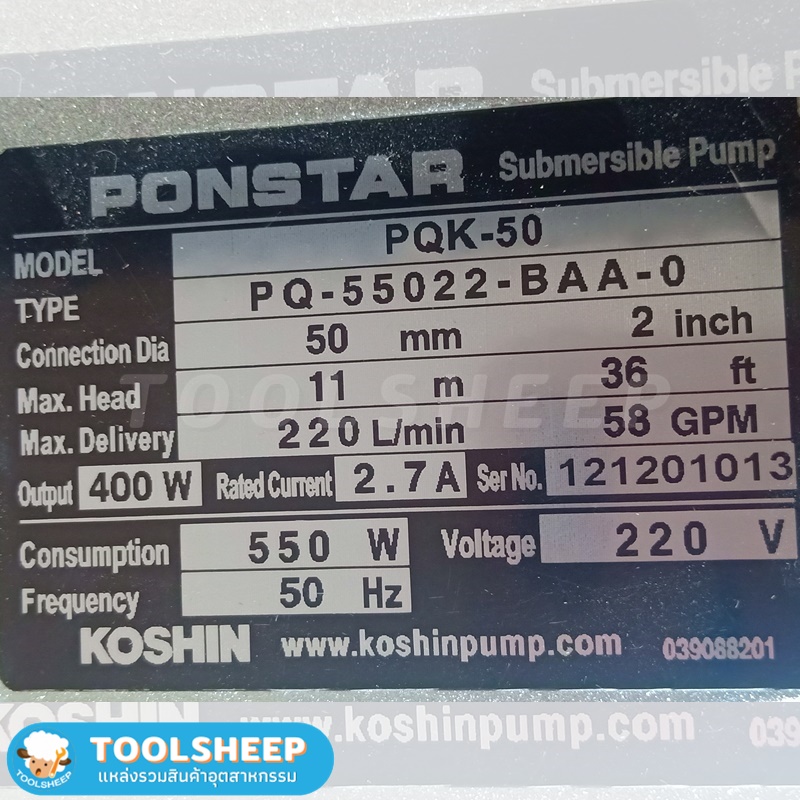 PONSTAR Submersible Pump
MODEL PQK-50
TYPE PQ-55022-BAA-0
Connection Dia 50 mm 2 inch
Max. Head 11 m 36 ft
Max. Delivery 220 L/min 58 GPM
Output 400 W Rated Current 2.7 A Ser No. 121201013
Consumption 550 W Voltage 220 V
Frequency 50 Hz
KOSHIN www.koshinpump.com 039088201
TOOLSHEEP
KOSHIN www.koshinpump.com 039
TOOLSHEEP
TOOLSHEEP
แหล่งรวมสินค้าอุตสาหกรรม